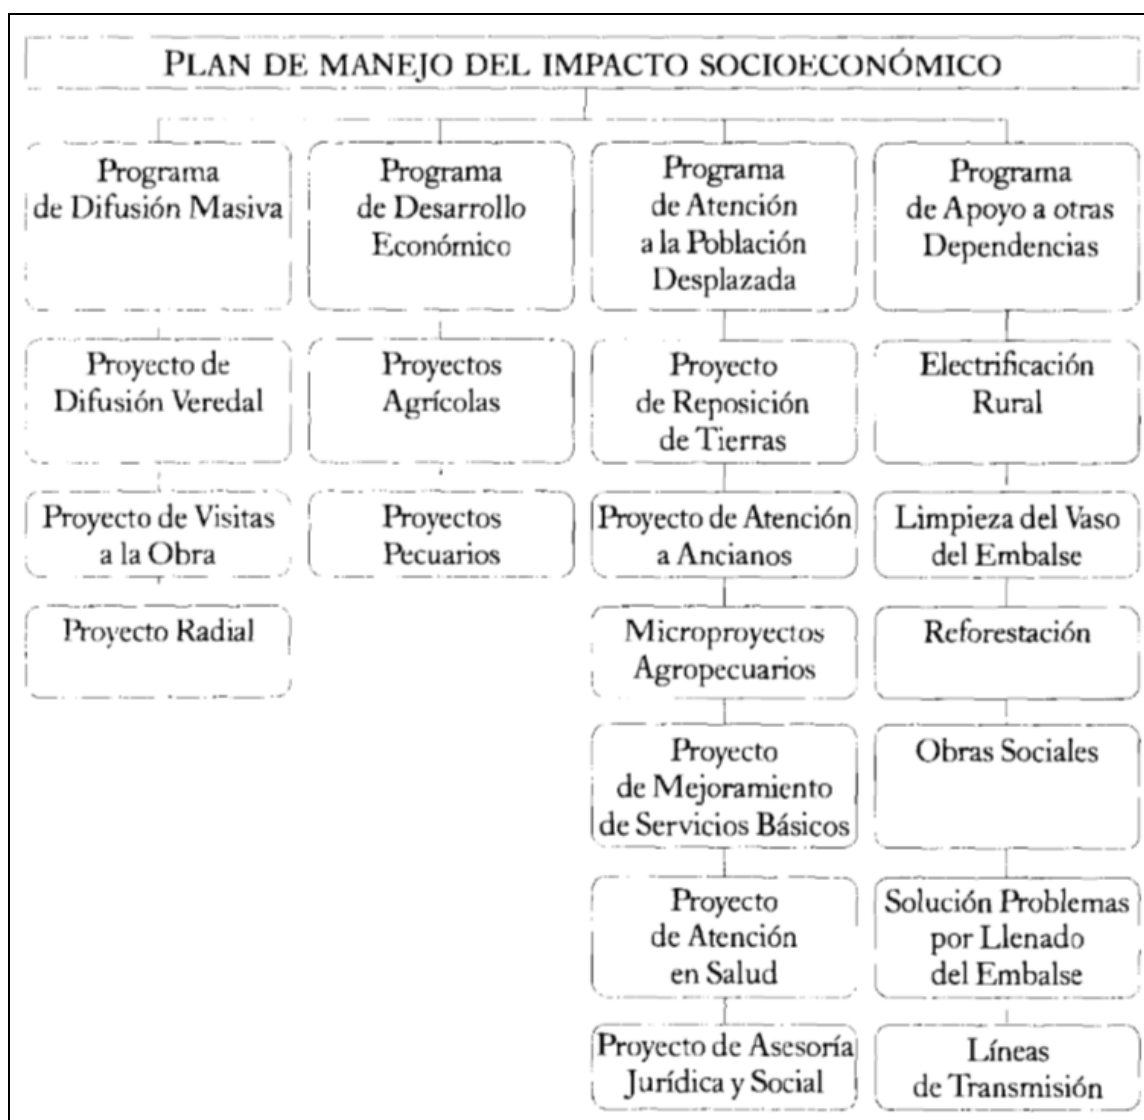 PLAN DE MANEJO DEL IMPACTO SOCIOECONÓMICO
Programa
de Difusión Masiva
Proyecto de
Difusión Veredal
Proyecto de Visitas
a la Obra
Proyecto Radial
Programa
de Desarrollo
Económico
Proyectos
Agrícolas
Proyectos
Pecuarios
Programa
de Atención
a la Población
Desplazada
Proyecto
de Reposición
de Tierras
Proyecto de Atención
a Ancianos
Microproyectos
Agropecuarios
Proyecto
de Mejoramiento
de Servicios Básicos
Proyecto
de Atención
en Salud
Proyecto de Asesoría
Jurídica y Social
Programa
de Apoyo a otras
Dependencias
Electrificación
Rural
Limpieza del Vaso
del Embalse
Reforestación
Obras Sociales
Solución Problemas
por Llenado
del Embalse
Líneas
de Transmisión